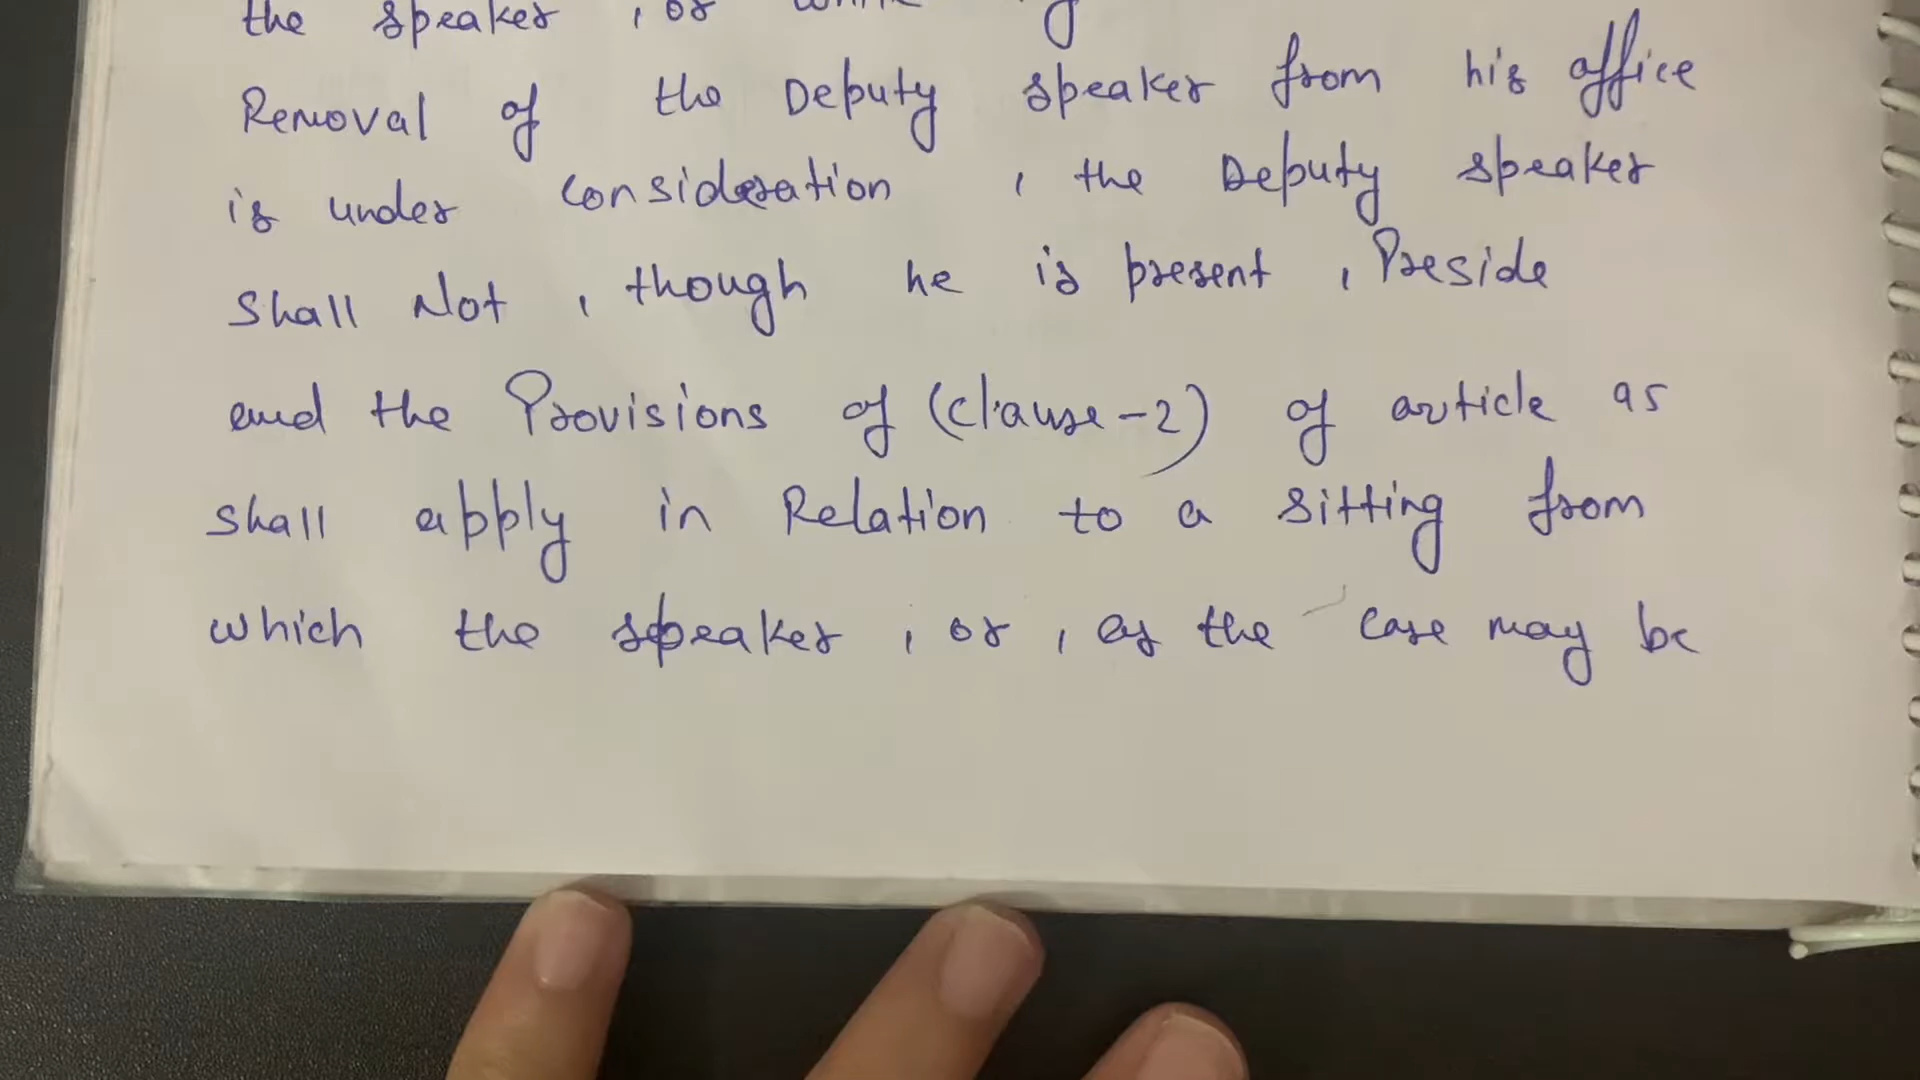 the speaker , or
Removal of the Deputy speaker from his office
is under consideration , the Deputy speaker
shall Not , though he is present , Preside
and the Provisions of (clause-2) of article 95
shall apply in Relation to a sitting from
which the speaker , or , as the case may be